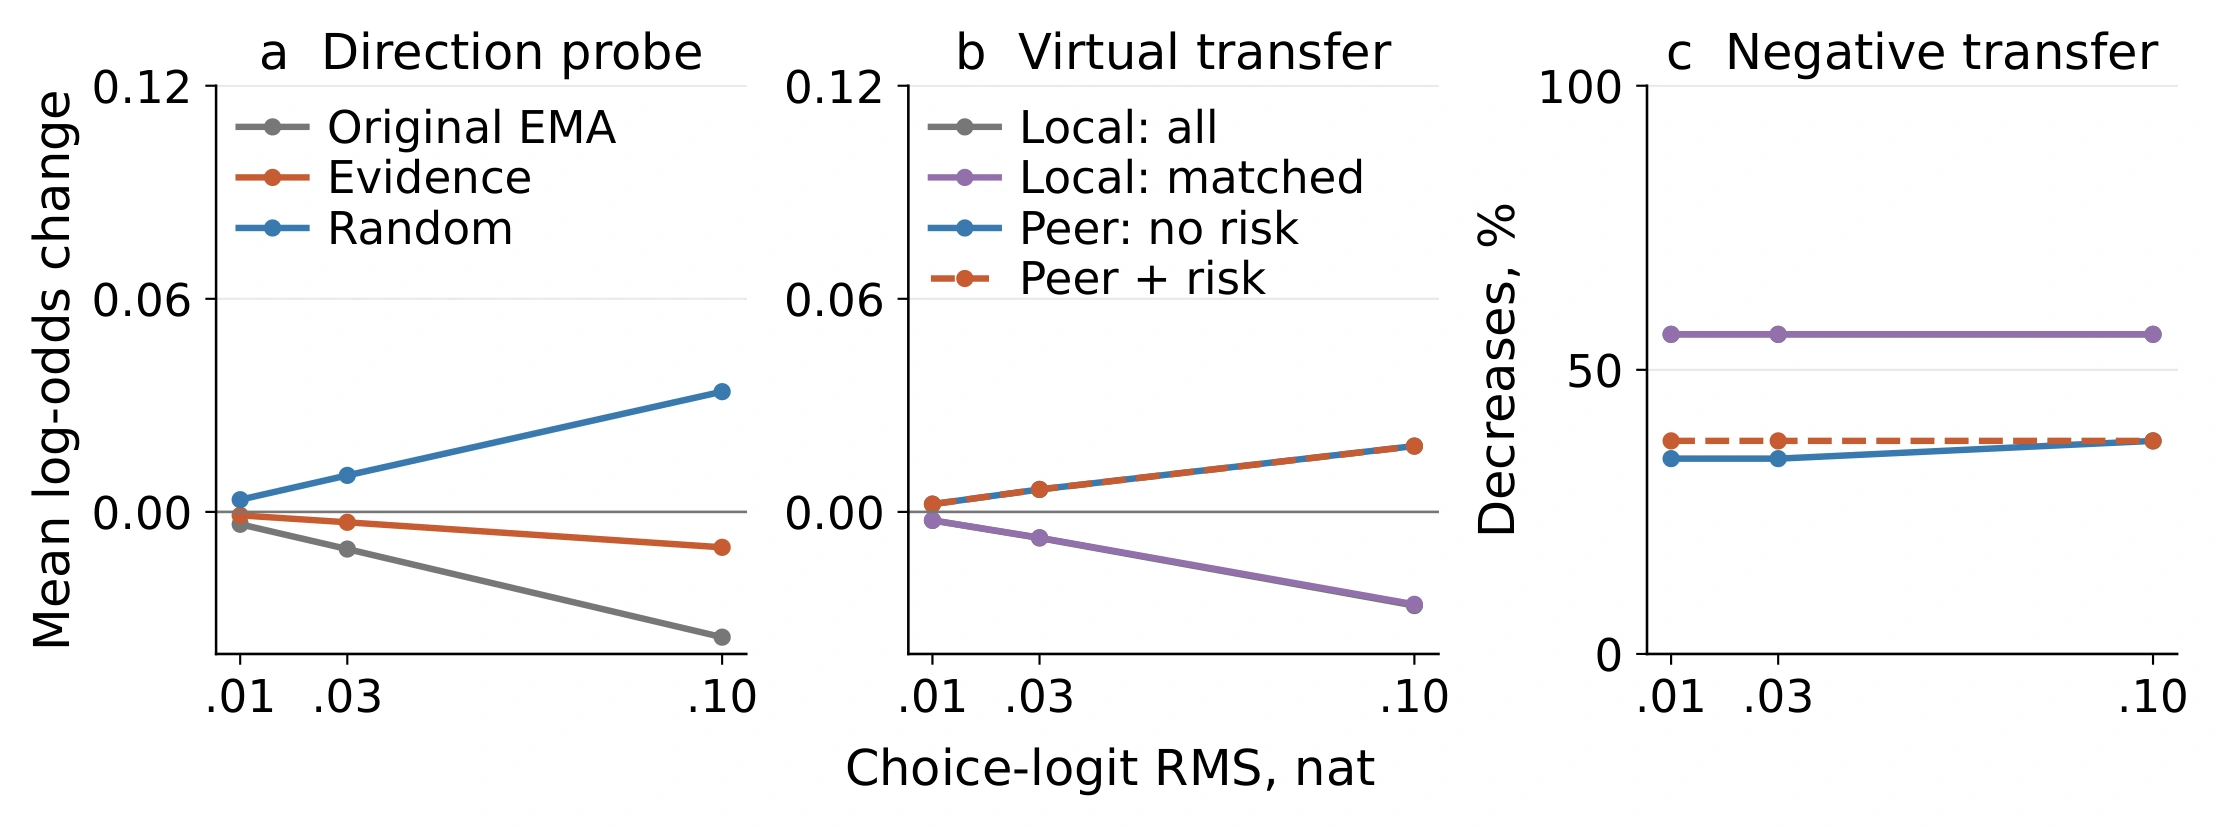 a Direction probe
0.12
0.06
0.00
Mean log-odds change
Original EMA
Evidence
Random
.01 .03 .10
b Virtual transfer
0.12
0.06
0.00
Local: all
Local: matched
Peer: no risk
Peer + risk
.01 .03 .10
Choice-logit RMS, nat
c Negative transfer
100
50
0
Decreases, %
.01 .03 .10